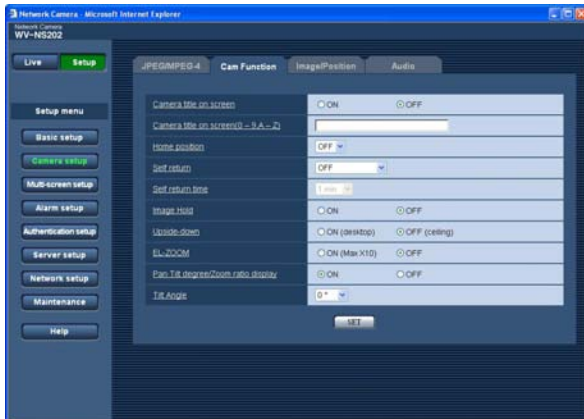 Network Camera - Microsoft Internet Explorer
Network Camera
WV-NS202
Live Setup
JPEG/MPEG-4 Cam Function Image/Position Audio
Setup menu
Basic setup
Camera setup
Multi-screen setup
Alarm setup
Authentication setup
Server setup
Network setup
Maintenance
Help
Camera title on screen ON OFF
Camera title on screen(0 – 9,A – Z)
Home position OFF
Self return OFF
Self return time 1 min
Image Hold ON OFF
Upside-down ON (desktop) OFF (ceiling)
EL-ZOOM ON (Max X10) OFF
Pan Tilt degree/Zoom ratio display ON OFF
Tilt Angle 0 °
SET